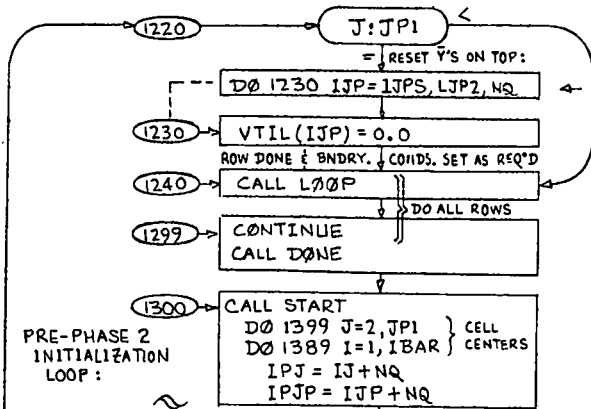 1220
J:JP1
<
= RESET Ṽ'S ON TOP:
DØ 1230 IJP=IJPS, LJP2, NQ
1230
VTIL(IJP)=0.0
ROW DONE & BNDRY. CONDS. SET AS REQ'D
1240
CALL LØØP
DO ALL ROWS
1299
CØNTINUE
CALL DØNE
1300
CALL START
DØ 1399 J=2, JP1
DØ 1389 I=1, IBAR
CELL
CENTERS
IPJ = IJ+NQ
IPJP = IJP+NQ
PRE-PHASE 2
INITIALIZATION
LOOP: